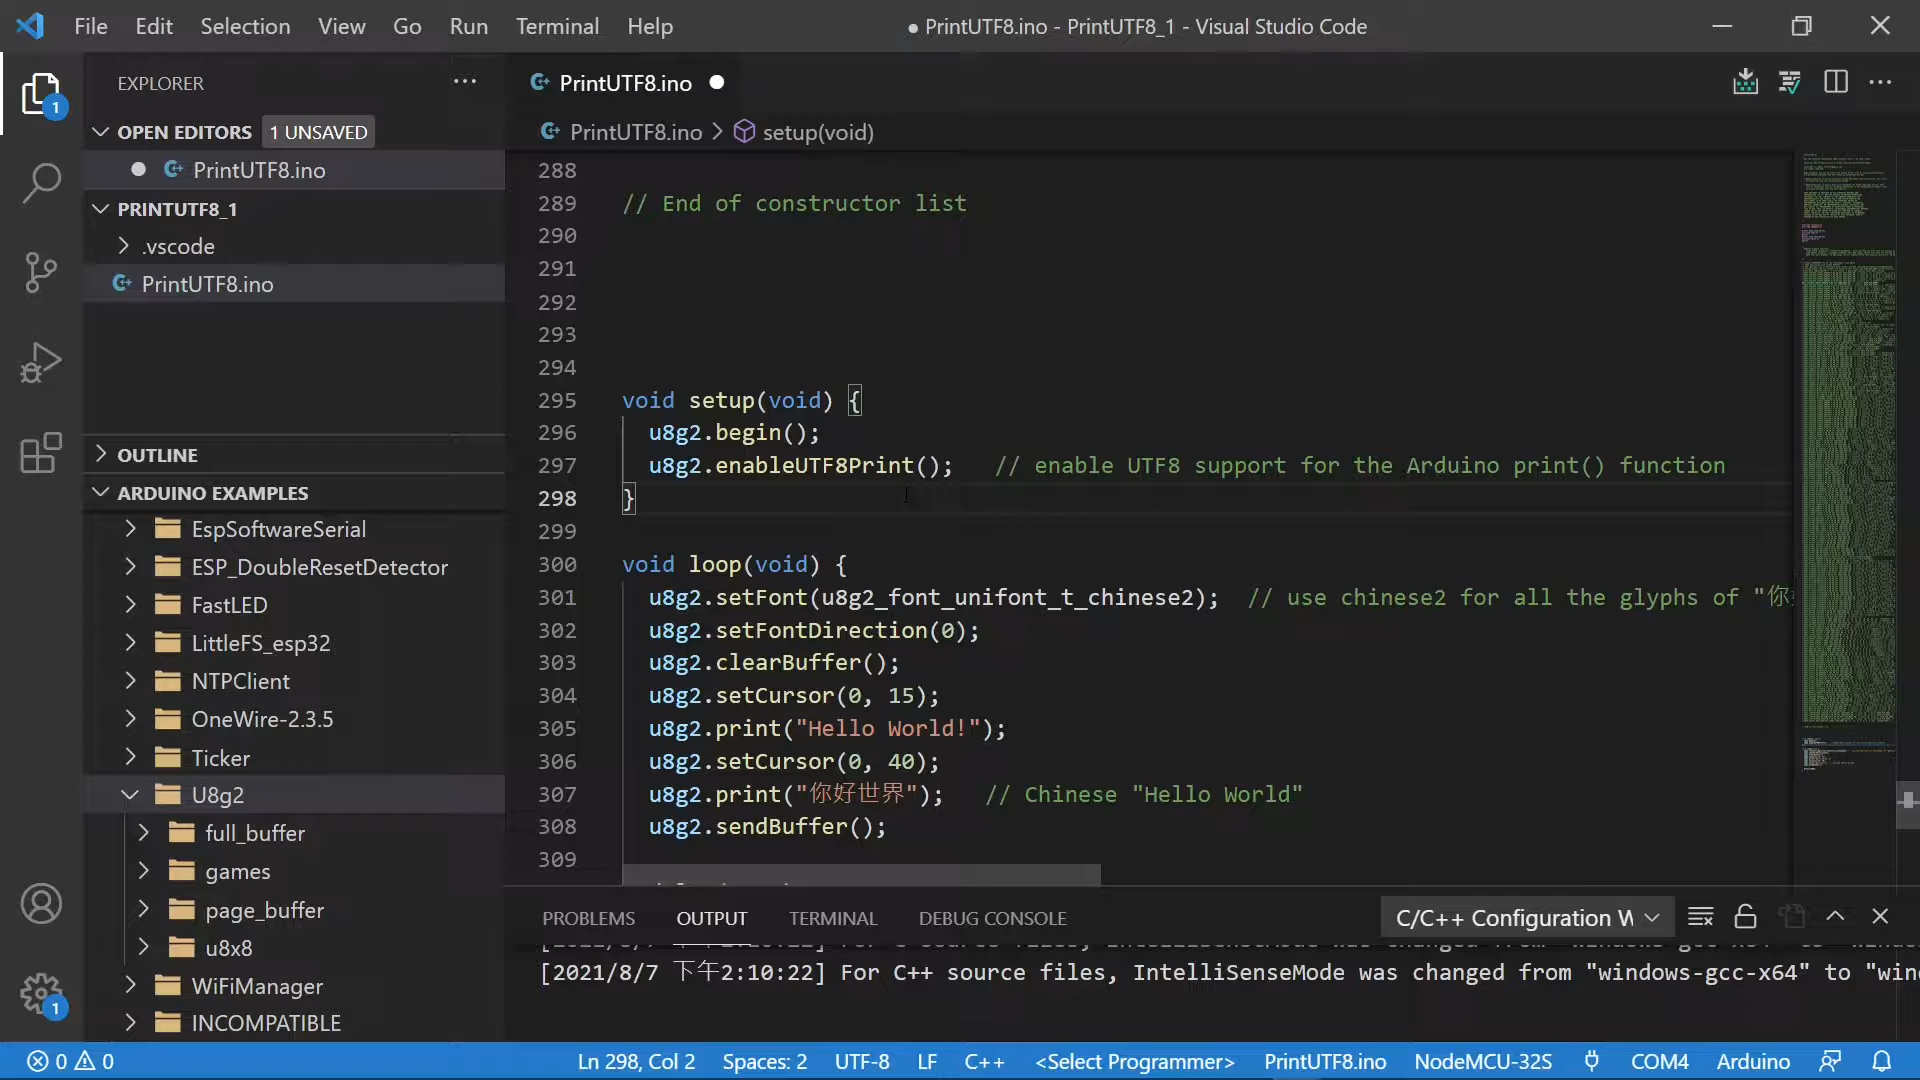 File Edit Selection View Go Run Terminal Help
● PrintUTF8.ino - PrintUTF8_1 - Visual Studio Code
EXPLORER
OPEN EDITORS 1 UNSAVED
PrintUTF8.ino
PRINTUTF8_1
.vscode
PrintUTF8.ino
OUTLINE
ARDUINO EXAMPLES
EspSoftwareSerial
ESP_DoubleResetDetector
FastLED
LittleFS_esp32
NTPClient
OneWire-2.3.5
Ticker
U8g2
full_buffer
games
page_buffer
u8x8
WiFiManager
INCOMPATIBLE
1
1
PrintUTF8.ino
PrintUTF8.ino > setup(void)
288
289 // End of constructor list
290
291
292
293
294
295 void setup(void) {
296 u8g2.begin();
297 u8g2.enableUTF8Print(); // enable UTF8 support for the Arduino print() function
298 }
299
300 void loop(void) {
301 u8g2.setFont(u8g2_font_unifont_t_chinese2); // use chinese2 for all the glyphs of "你
302 u8g2.setFontDirection(0);
303 u8g2.clearBuffer();
304 u8g2.setCursor(0, 15);
305 u8g2.print("Hello World!");
306 u8g2.setCursor(0, 40);
307 u8g2.print("你好世界"); // Chinese "Hello World"
308 u8g2.sendBuffer();
309
PROBLEMS OUTPUT TERMINAL DEBUG CONSOLE
C/C++ Configuration W
[2021/8/7 下午2:10:22] For C++ source files, IntelliSenseMode was changed from "windows-gcc-x64" to "win
0 0 Ln 298, Col 2 Spaces: 2 UTF-8 LF C++ <Select Programmer> PrintUTF8.ino NodeMCU-32S COM4 Arduino